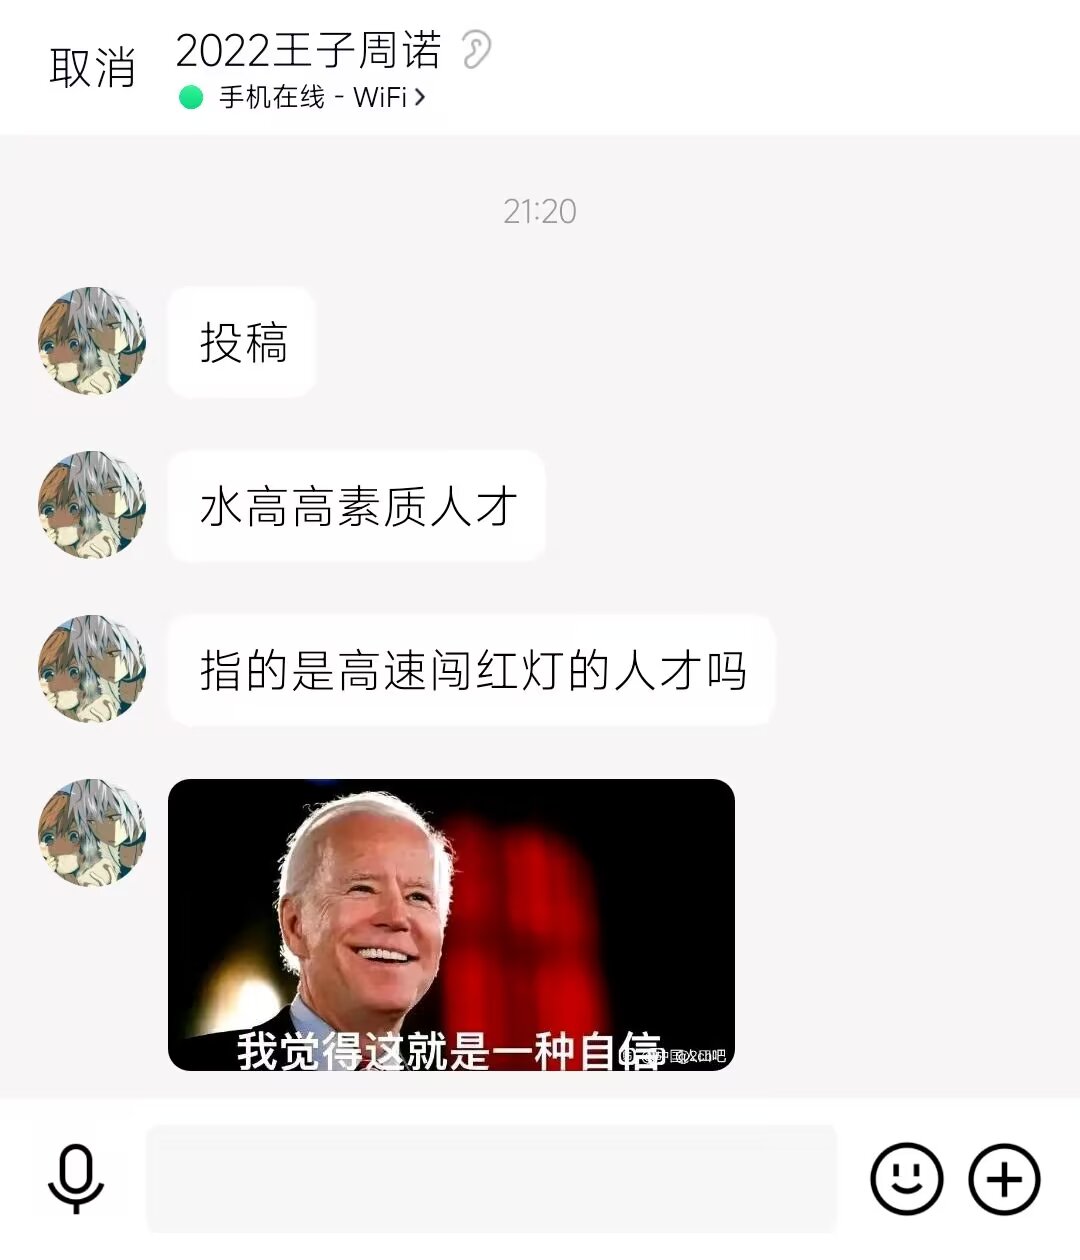 取消
2022王子周诺
手机在线 - WiFi
21:20
投稿
水高高素质人才
指的是高速闯红灯的人才吗
我觉得这就是一种自信